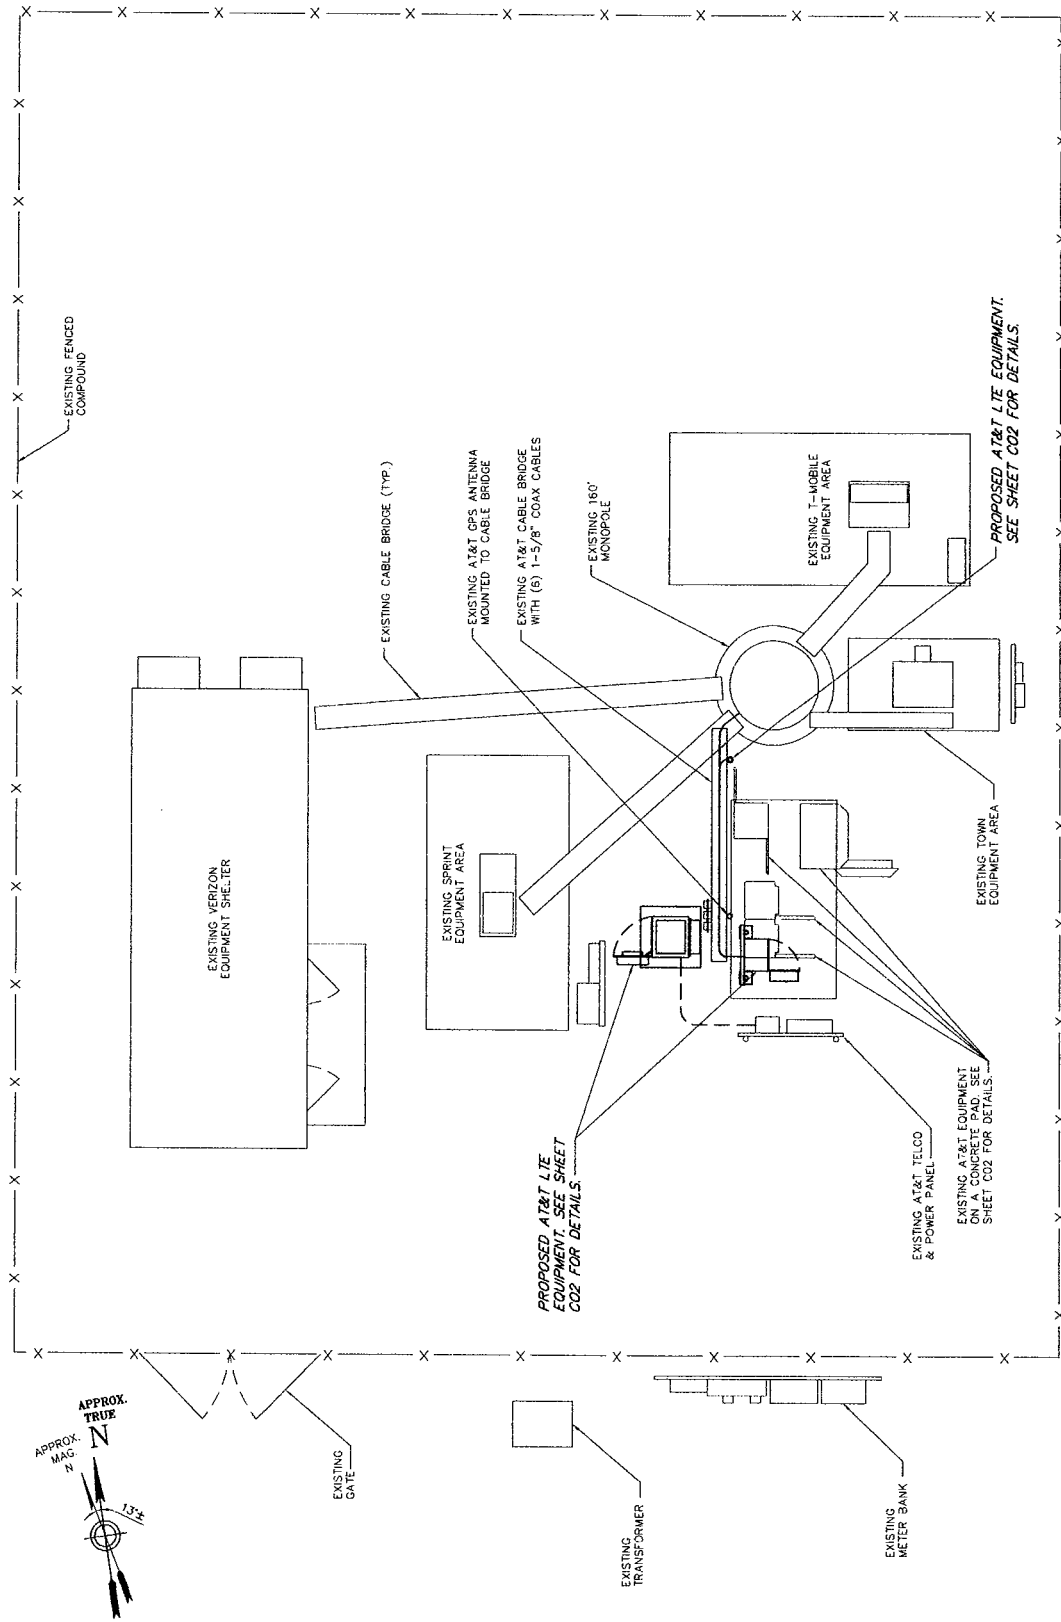 EXISTING FENCED
COMPOUND
EXISTING CABLE BRIDGE (TYP.)
EXISTING AT&T GPS ANTENNA
MOUNTED TO CABLE BRIDGE
EXISTING AT&T CABLE BRIDGE
WITH (6) 1-5/8" COAX CABLES
EXISTING 160'
MONOPOLE
EXISTING T-MOBILE
EQUIPMENT AREA
PROPOSED AT&T LTE EQUIPMENT.
SEE SHEET C02 FOR DETAILS.
EXISTING VERIZON
EQUIPMENT SHELTER
EXISTING SPRINT
EQUIPMENT AREA
EXISTING TOWN
EQUIPMENT AREA
PROPOSED AT&T LTE
EQUIPMENT. SEE SHEET
C02 FOR DETAILS.
EXISTING AT&T TELCO
& POWER PANEL
EXISTING AT&T EQUIPMENT
ON A CONCRETE PAD. SEE
SHEET C02 FOR DETAILS.
APPROX.
TRUE
N
APPROX.
MAG.
N
13°±
EXISTING
GATE
EXISTING
TRANSFORMER
EXISTING
METER BANK